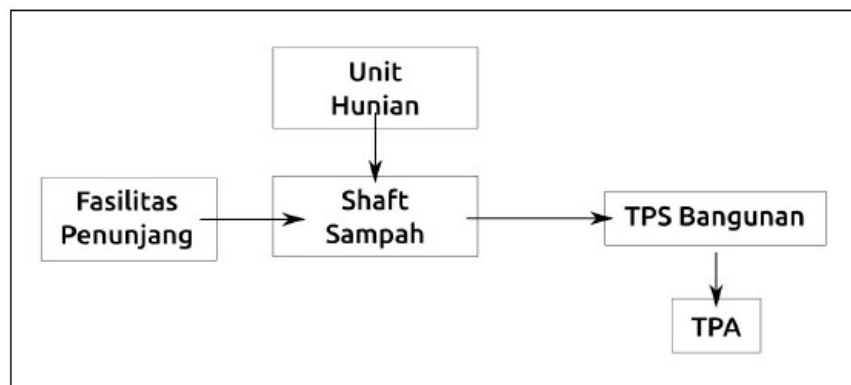 Unit
Hunian
Fasilitas
Penunjang
Shaft
Sampah
TPS Bangunan
TPA